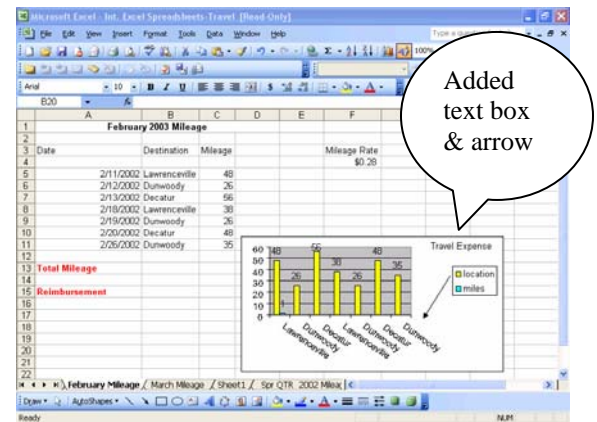 Microsoft Excel - Int. Excel Spreadsheets-Travel [Read-Only]
File Edit View Insert Format Tools Data Window Help
100%
Arial 10 B I U
B20 fx
A B C D E F
1 February 2003 Mileage
2
3 Date Destination Mileage Mileage Rate
4 $0.28
5 2/11/2002 Lawrenceville 48
6 2/12/2002 Dunwoody 26
7 2/13/2002 Decatur 56
8 2/18/2002 Lawrenceville 38
9 2/19/2002 Dunwoody 26
10 2/20/2002 Decatur 48
11 2/26/2002 Dunwoody 35
12
13 Total Mileage
14
15 Reimbursement
16
17
18
19
20
21
22
Added
text box
& arrow
Travel Expense
60
50
40
30
20
10
0
48 26 56 38 26 48 35
1
Lawrenceville Dunwoody Decatur Lawrenceville Dunwoody Decatur Dunwoody
location
miles
February Mileage / March Mileage / Sheet1 / Spr QTR 2002
Draw AutoShapes
Ready NUM